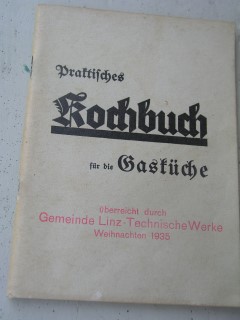 Praktisches
Kochbuch
für die Gasküche
überreicht durch
Gemeinde Linz-Technische Werke
Weihnachten 1935